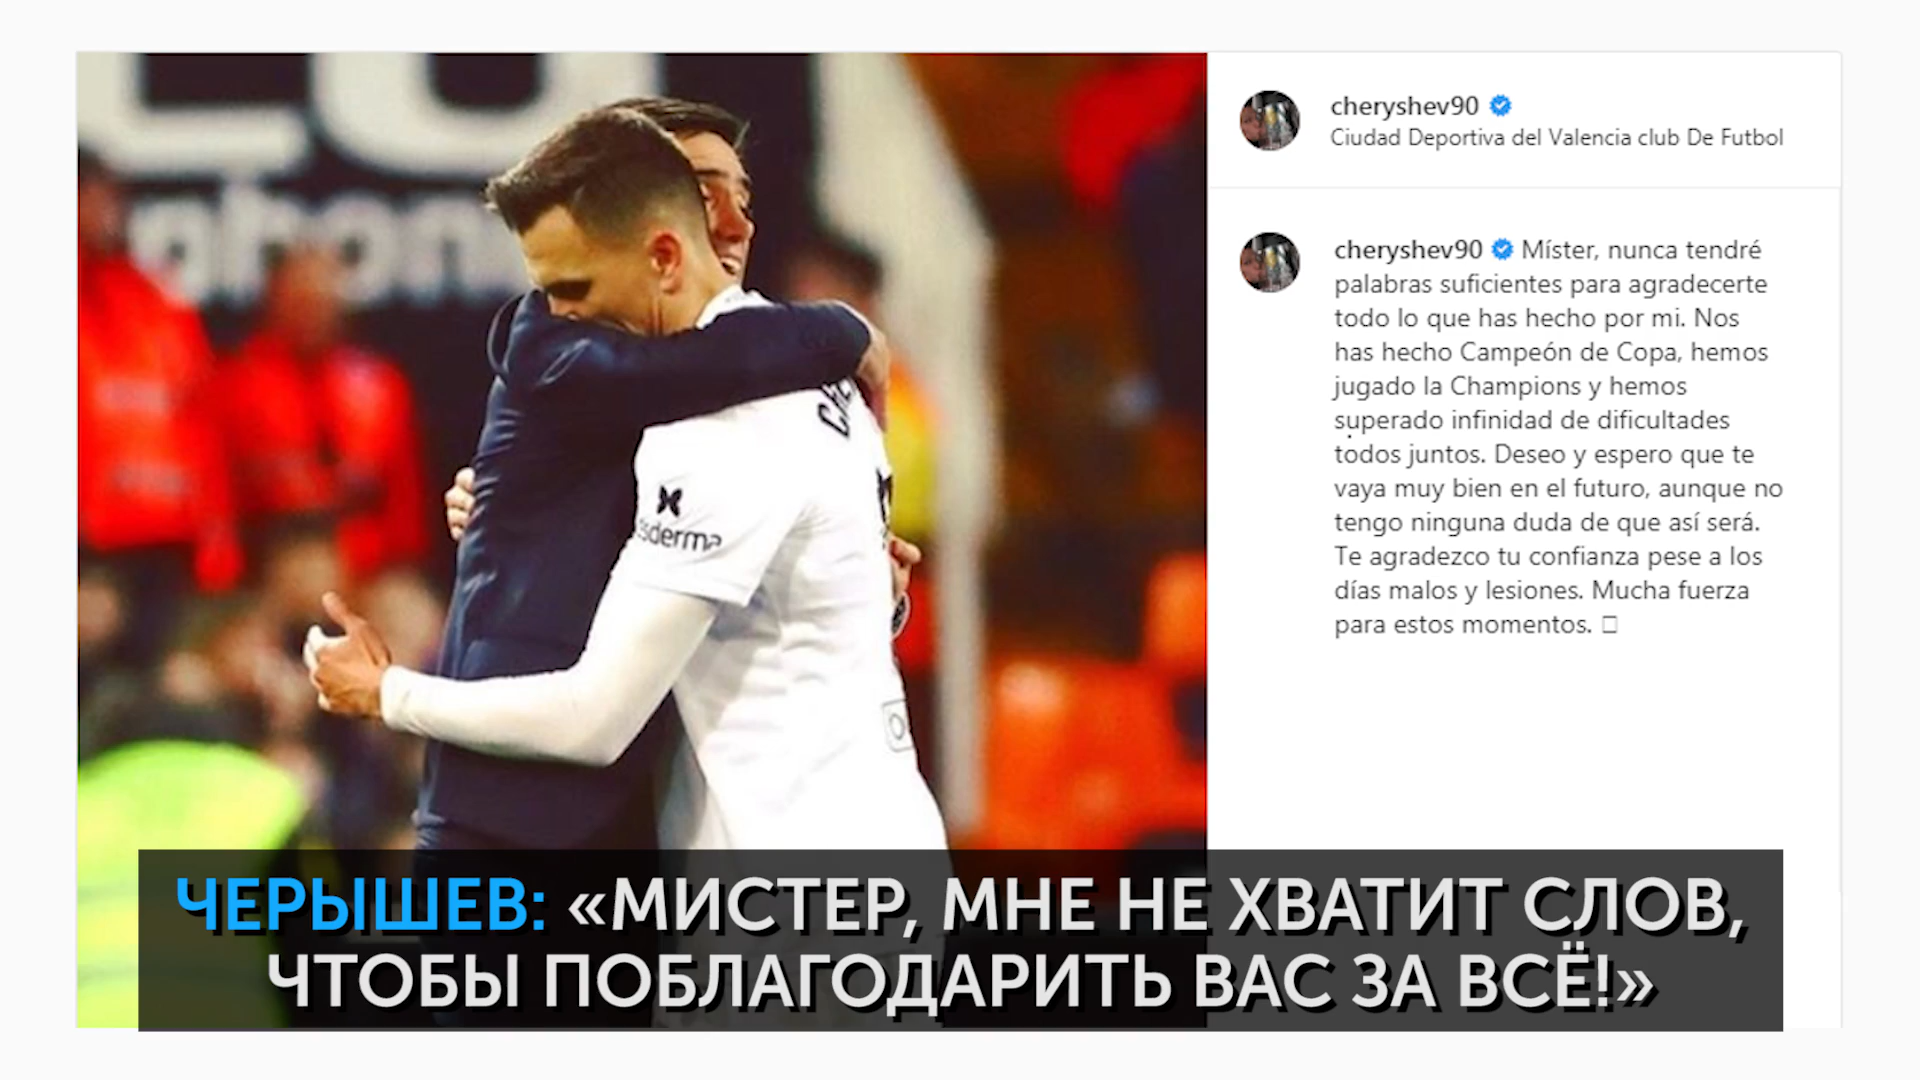 cheryshev90
Ciudad Deportiva del Valencia club De Futbol
cheryshev90 Míster, nunca tendré
palabras suficientes para agradecerte
todo lo que has hecho por mi. Nos
has hecho Campeón de Copa, hemos
jugado la Champions y hemos
superado infinidad de dificultades
todos juntos. Deseo y espero que te
vaya muy bien en el futuro, aunque no
tengo ninguna duda de que así será.
Te agradezco tu confianza pese a los
días malos y lesiones. Mucha fuerza
para estos momentos.
sderma
ЧЕРЫШЕВ: «МИСТЕР, МНЕ НЕ ХВАТИТ СЛОВ,
ЧТОБЫ ПОБЛАГОДАРИТЬ ВАС ЗА ВСЁ!»